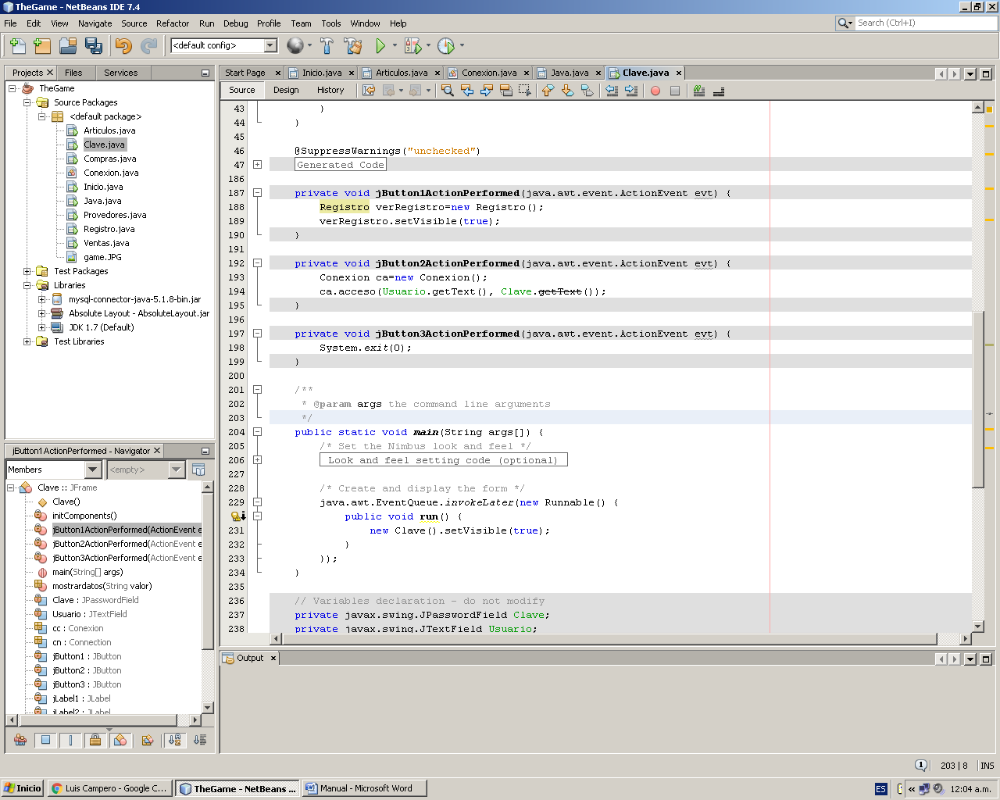 TheGame - NetBeans IDE 7.4
File Edit View Navigate Source Refactor Run Debug Profile Team Tools Window Help
Search (Ctrl+I)
<default config>
Projects Files Services
TheGame
Source Packages
<default package>
Articulos.java
Clave.java
Compras.java
Conexion.java
Inicio.java
Java.java
Provedores.java
Registro.java
Ventas.java
game.JPG
Test Packages
Libraries
mysql-connector-java-5.1.8-bin.jar
Absolute Layout - AbsoluteLayout.jar
JDK 1.7 (Default)
Test Libraries
jButton1ActionPerformed - Navigator
Members <empty>
Clave :: JFrame
Clave()
initComponents()
jButton1ActionPerformed(ActionEvent e
jButton2ActionPerformed(ActionEvent e
jButton3ActionPerformed(ActionEvent e
main(String[] args)
mostrardatos(String valor)
Clave : JPasswordField
Usuario : JTextField
cc : Conexion
cn : Connection
jButton1 : JButton
jButton2 : JButton
jButton3 : JButton
jLabel1 : JLabel
jLabel2 : JLabel
Start Page Inicio.java Articulos.java Conexion.java Java.java Clave.java
Source Design History
43 }
44 }
45
46 @SuppressWarnings("unchecked")
47 Generated Code
186
187 private void jButton1ActionPerformed(java.awt.event.ActionEvent evt) {
188 Registro verRegistro=new Registro();
189 verRegistro.setVisible(true);
190 }
191
192 private void jButton2ActionPerformed(java.awt.event.ActionEvent evt) {
193 Conexion ca=new Conexion();
194 ca.acceso(Usuario.getText(), Clave.getText());
195 }
196
197 private void jButton3ActionPerformed(java.awt.event.ActionEvent evt) {
198 System.exit(0);
199 }
200
201 /**
202 * @param args the command line arguments
203 */
204 public static void main(String args[]) {
205 /* Set the Nimbus look and feel */
206 Look and feel setting code (optional)
227
228 /* Create and display the form */
229 java.awt.EventQueue.invokeLater(new Runnable() {
public void run() {
231 new Clave().setVisible(true);
232 }
233 });
234 }
235
236 // Variables declaration - do not modify
237 private javax.swing.JPasswordField Clave;
238 private javax.swing.JTextField Usuario;
Output
1 203 | 8 INS
Inicio Luis Campero - Google C... TheGame - NetBeans ... Manual - Microsoft Word ES « 12:04 a.m.